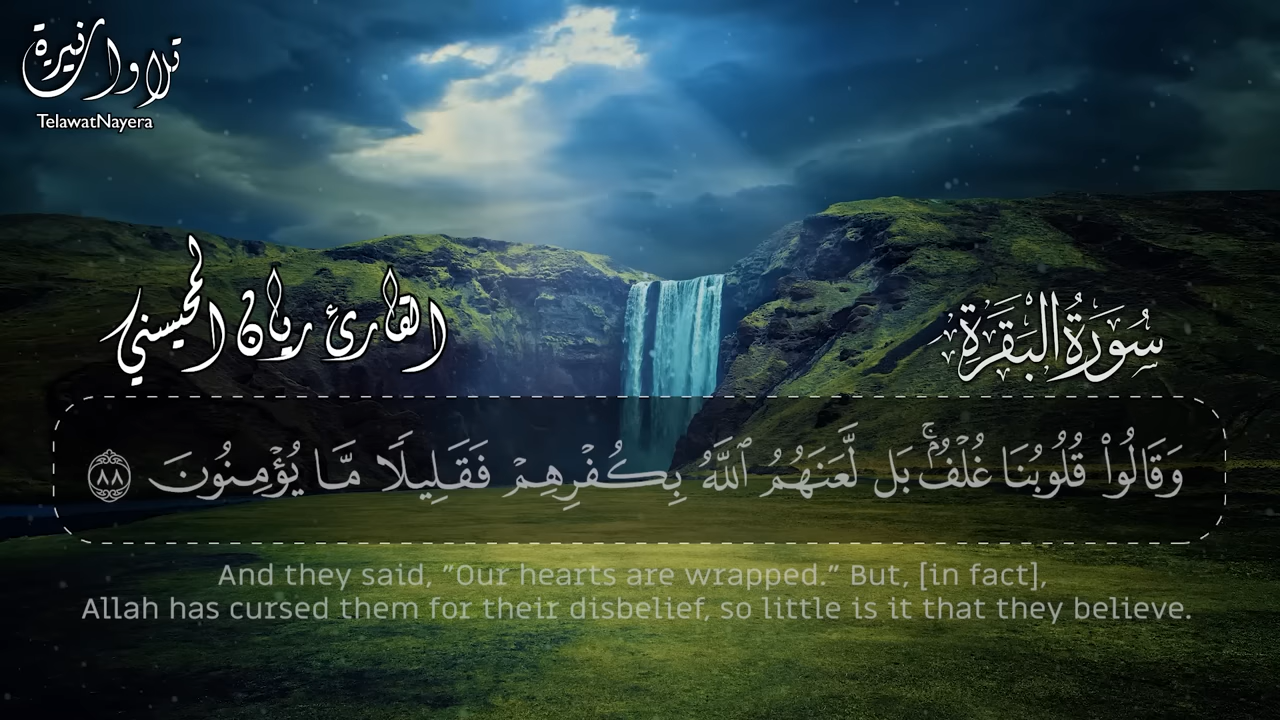 تلاوات نيرة
TelawatNayera
القارئ ريان المحيسني
سُورَةُ البَقَرَةِ
وَقَالُوا۟ قُلُوبُنَا غُلْفٌۢ ۚ بَل لَّعَنَهُمُ ٱللَّهُ بِكُفْرِهِمْ فَقَلِيلًا مَّا يُؤْمِنُونَ ٨٨
And they said, "Our hearts are wrapped." But, [in fact],
Allah has cursed them for their disbelief, so little is it that they believe.